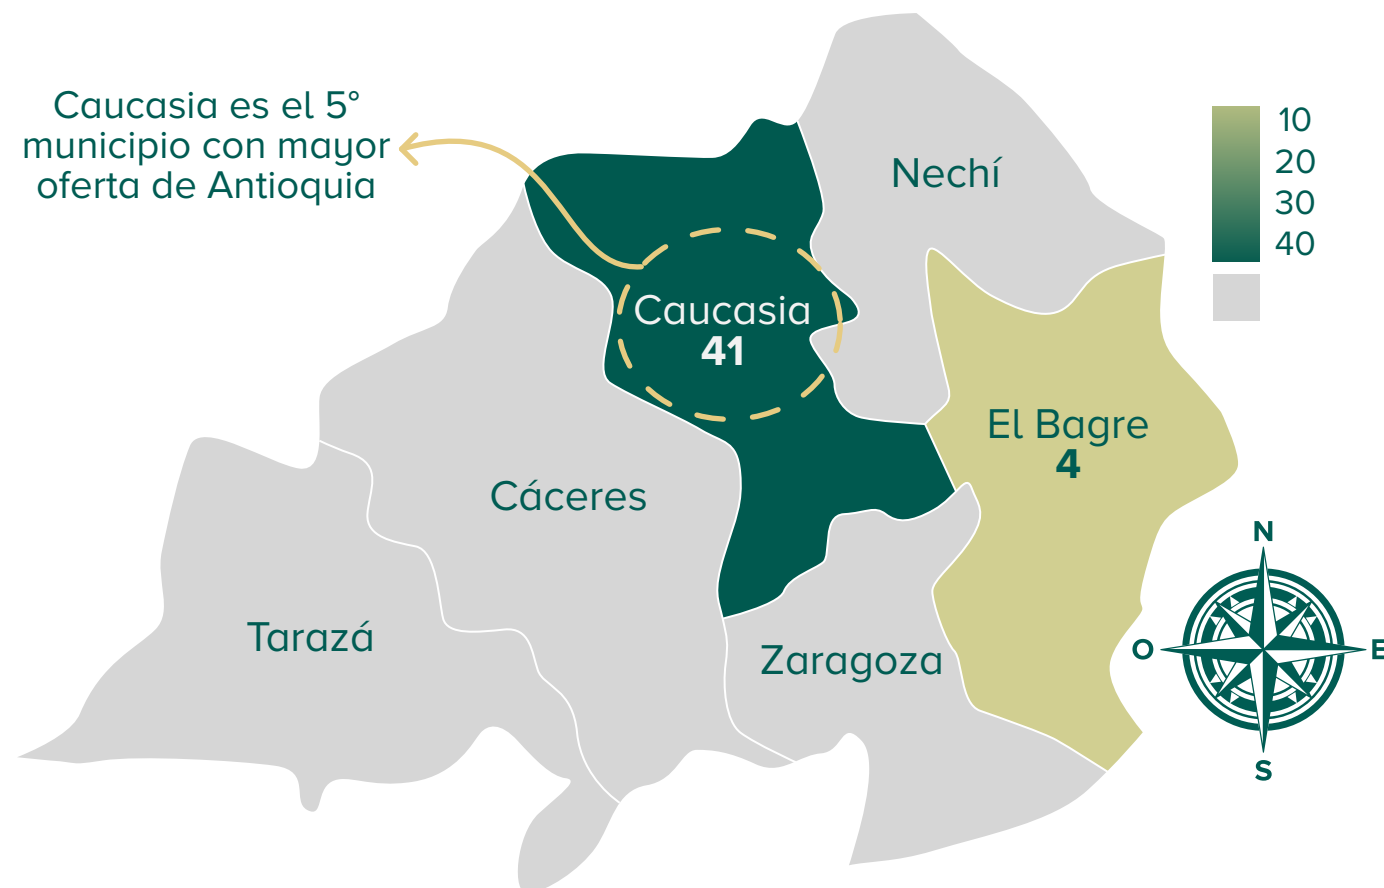 Caucasia es el 5°
municipio con mayor
oferta de Antioquia
Nechí
10
20
30
40
Caucasia
41
El Bagre
4
Cáceres
Tarazá
Zaragoza
N
O
E
S